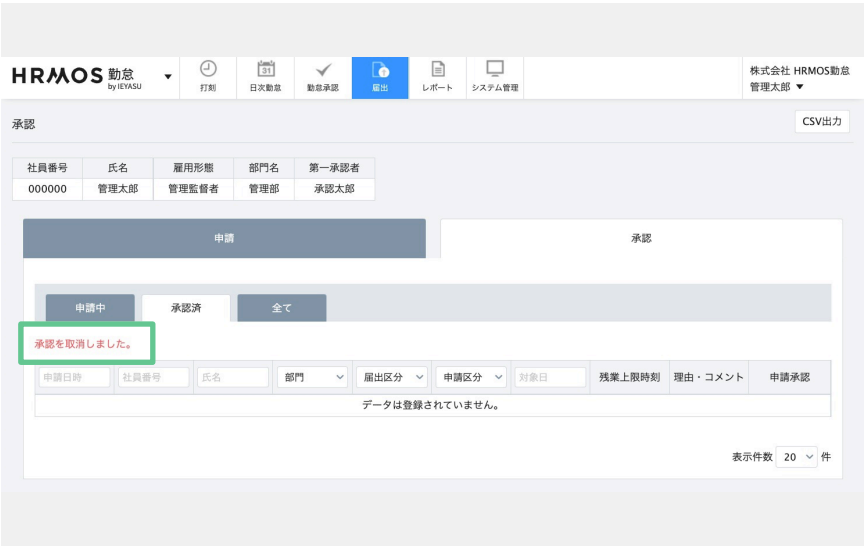 HRMOS 勤怠
by IEYASU
打刻
31
日次勤怠
勤怠承認
届出
レポート
システム管理
株式会社 HRMOS勤怠
管理太郎 ▼
承認
CSV出力
社員番号 氏名 雇用形態 部門名 第一承認者
000000 管理太郎 管理監督者 管理部 承認太郎
申請 承認
申請中 承認済 全て
承認を取消しました。
申請日時 社員番号 氏名 部門 届出区分 申請区分 対象日 残業上限時刻 理由・コメント 申請承認
データは登録されていません。
表示件数 20 件